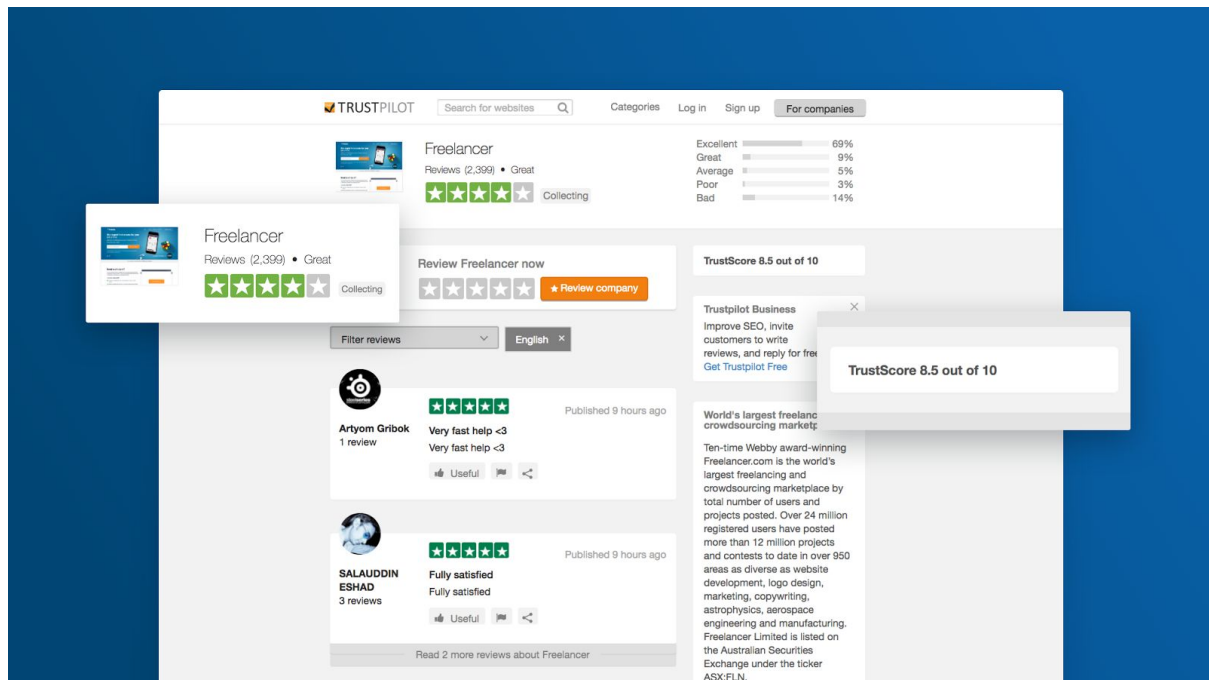 TRUSTPILOT
Search for websites
Categories
Log in
Sign up
For companies
Freelancer
Reviews (2,399) • Great
Collecting
Excellent 69%
Great 9%
Average 5%
Poor 3%
Bad 14%
Freelancer
Reviews (2,399) • Great
Collecting
Review Freelancer now
★ Review company
TrustScore 8.5 out of 10
Trustpilot Business ×
Improve SEO, invite
customers to write
reviews, and reply for free
Get Trustpilot Free
TrustScore 8.5 out of 10
Filter reviews
English ×
Artyom Gribok
1 review
Published 9 hours ago
Very fast help <3
Very fast help <3
Useful
SALAUDDIN
ESHAD
3 reviews
Published 9 hours ago
Fully satisfied
Fully satisfied
Useful
Read 2 more reviews about Freelancer
World's largest freelanc
crowdsourcing marketp
Ten-time Webby award-winning
Freelancer.com is the world's
largest freelancing and
crowdsourcing marketplace by
total number of users and
projects posted. Over 24 million
registered users have posted
more than 12 million projects
and contests to date in over 950
areas as diverse as website
development, logo design,
marketing, copywriting,
astrophysics, aerospace
engineering and manufacturing.
Freelancer Limited is listed on
the Australian Securities
Exchange under the ticker
ASX:FLN.